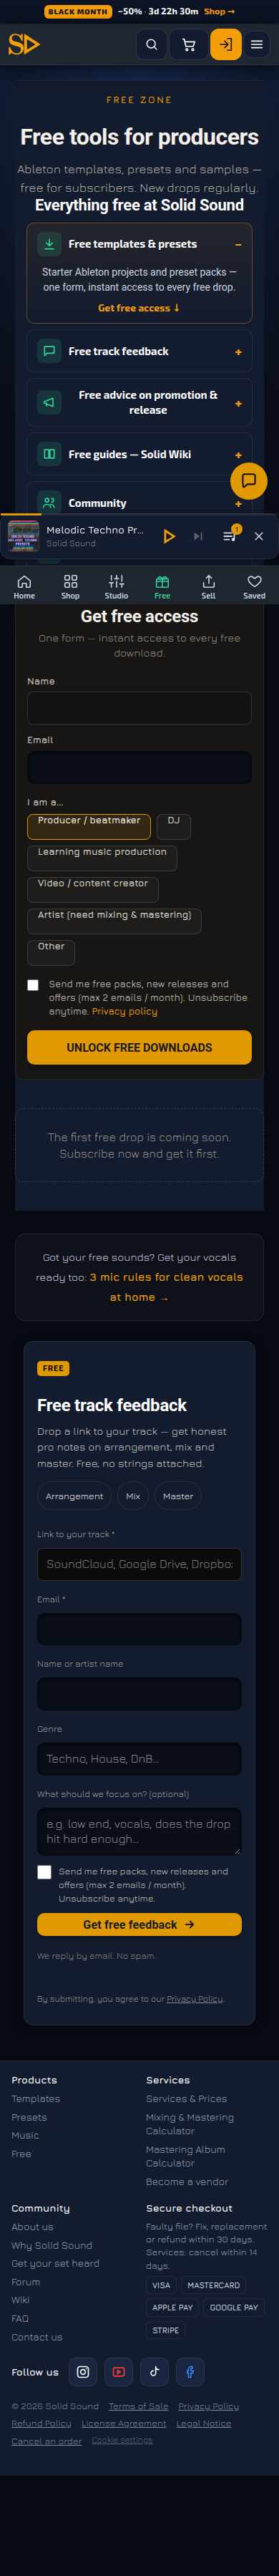 BLACK MONTH −50% · 3d 22h 30m Shop →
FREE ZONE
Free tools for producers
Ableton templates, presets and samples —
free for subscribers. New drops regularly.
Everything free at Solid Sound
Free templates & presets −
Starter Ableton projects and preset packs —
one form, instant access to every free drop.
Get free access ↓
Free track feedback +
Free advice on promotion &
release +
Free guides — Solid Wiki +
Community +
Melodic Techno Pr...
Solid Sound
1
Home Shop Studio Free Sell Saved
Get free access
One form — instant access to every free
download.
Name
Email
I am a...
Producer / beatmaker DJ
Learning music production
Video / content creator
Artist (need mixing & mastering)
Other
Send me free packs, new releases and
offers (max 2 emails / month). Unsubscribe
anytime. Privacy policy
UNLOCK FREE DOWNLOADS
The first free drop is coming soon.
Subscribe now and get it first.
Got your free sounds? Get your vocals
ready too: 3 mic rules for clean vocals
at home →
FREE
Free track feedback
Drop a link to your track — get honest
pro notes on arrangement, mix and
master. Free, no strings attached.
Arrangement Mix Master
Link to your track *
SoundCloud, Google Drive, Dropbo
Email *
Name or artist name
Genre
Techno, House, DnB...
What should we focus on? (optional)
e.g. low end, vocals, does the drop
hit hard enough...
Send me free packs, new releases and
offers (max 2 emails / month).
Unsubscribe anytime.
Get free feedback →
We reply by email. No spam.
By submitting, you agree to our Privacy Policy.
Products
Templates
Presets
Music
Free
Services
Services & Prices
Mixing & Mastering
Calculator
Mastering Album
Calculator
Become a vendor
Community
About us
Why Solid Sound
Get your set heard
Forum
Wiki
FAQ
Contact us
Secure checkout
Faulty file? Fix, replacement
or refund within 30 days.
Services: cancel within 14
days.
VISA MASTERCARD
APPLE PAY GOOGLE PAY
STRIPE
Follow us
© 2026 Solid Sound Terms of Sale Privacy Policy
Refund Policy License Agreement Legal Notice
Cancel an order Cookie settings